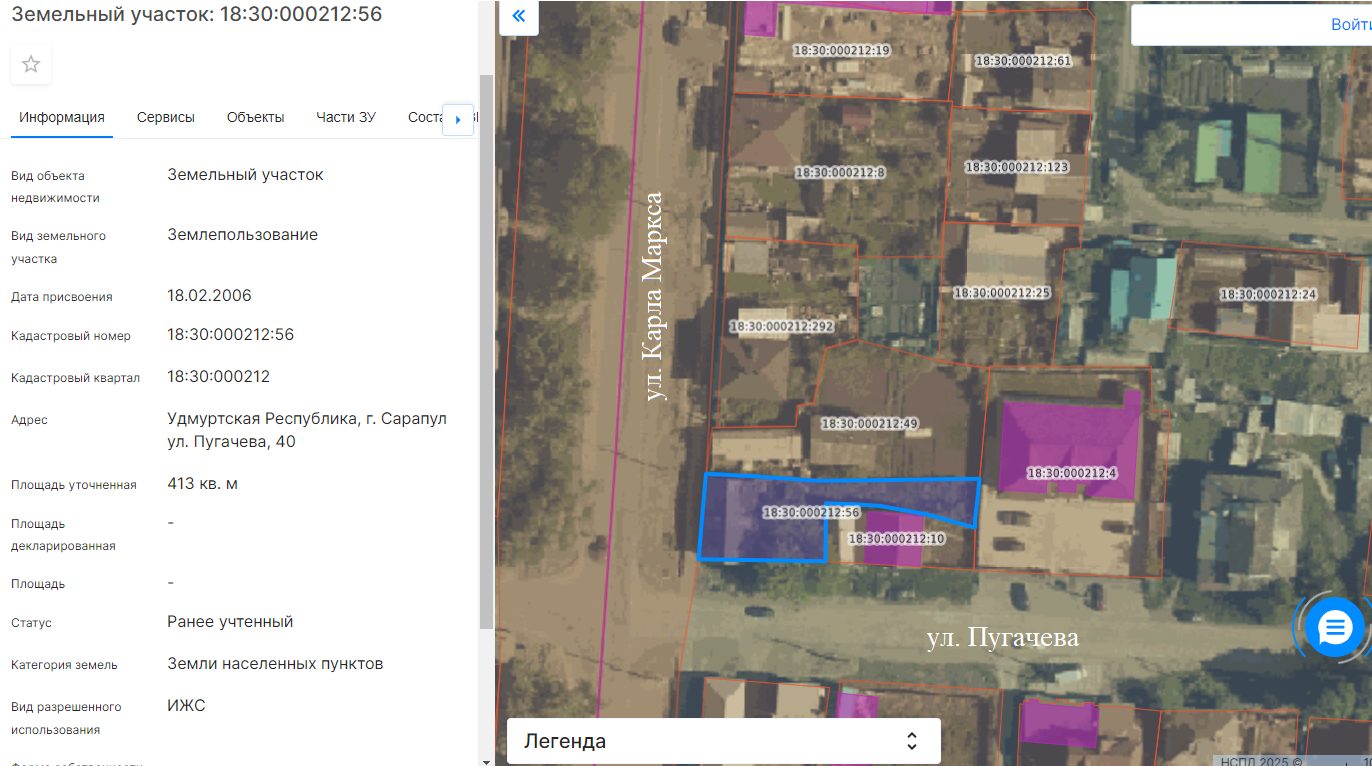 Земельный участок: 18:30:000212:56
Информация
Сервисы
Объекты
Части ЗУ
Соста
Вид объекта
недвижимости
Земельный участок
Вид земельного
участка
Землепользование
Дата присвоения
18.02.2006
Кадастровый номер
18:30:000212:56
Кадастровый квартал
18:30:000212
Адрес
Удмуртская Республика, г. Сарапул
ул. Пугачева, 40
Площадь уточненная
413 кв. м
Площадь
декларированная
-
Площадь
-
Статус
Ранее учтенный
Категория земель
Земли населенных пунктов
Вид разрешенного
использования
ИЖС
Войти
18:30:000212:19
18:30:000212:61
18:30:000212:8
18:30:000212:123
ул. Карла Маркса
18:30:000212:25
18:30:000212:24
18:30:000212:292
18:30:000212:49
18:30:000212:4
18:30:000212:56
18:30:000212:10
ул. Пугачева
Легенда
НСПД 2025 ©